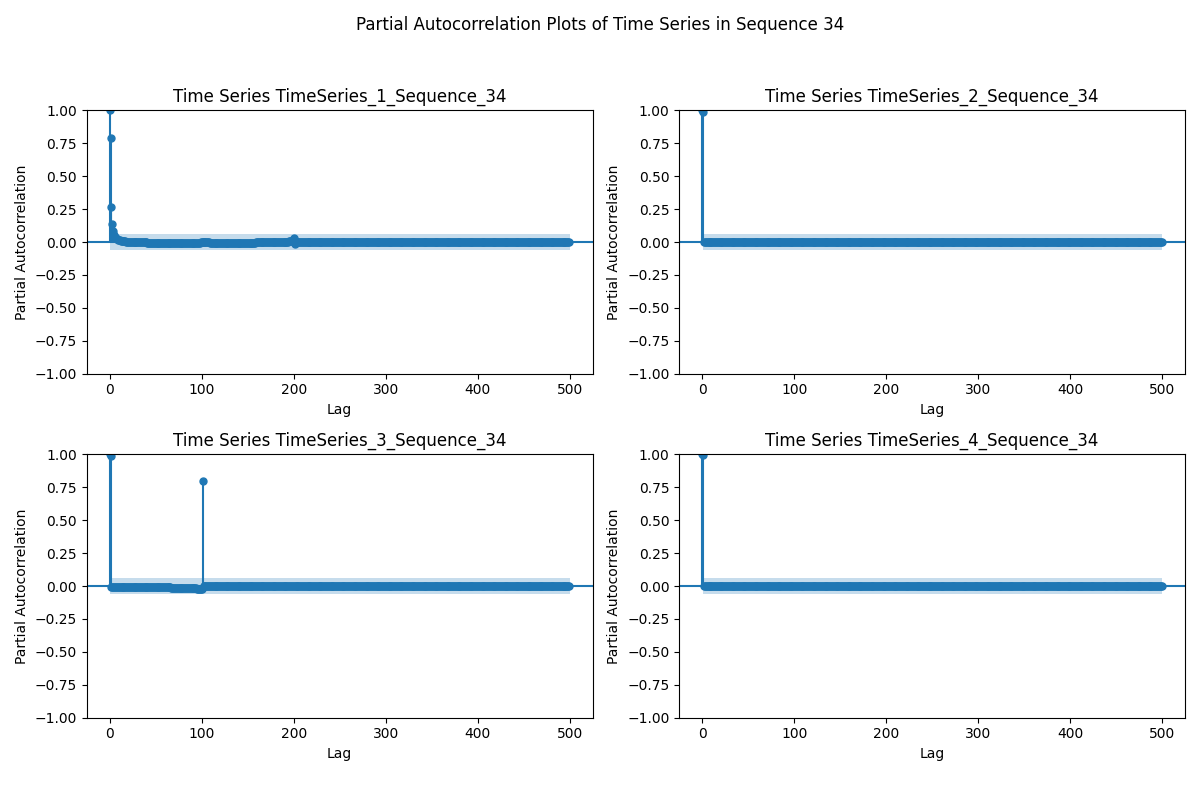 Partial Autocorrelation Plots of Time Series in Sequence 34
Time Series TimeSeries_1_Sequence_34
Partial Autocorrelation
1.00
0.75
0.50
0.25
0.00
−0.25
−0.50
−0.75
−1.00
0 100 200 300 400 500
Lag
Time Series TimeSeries_2_Sequence_34
Partial Autocorrelation
1.00
0.75
0.50
0.25
0.00
−0.25
−0.50
−0.75
−1.00
0 100 200 300 400 500
Lag
Time Series TimeSeries_3_Sequence_34
Partial Autocorrelation
1.00
0.75
0.50
0.25
0.00
−0.25
−0.50
−0.75
−1.00
0 100 200 300 400 500
Lag
Time Series TimeSeries_4_Sequence_34
Partial Autocorrelation
1.00
0.75
0.50
0.25
0.00
−0.25
−0.50
−0.75
−1.00
0 100 200 300 400 500
Lag